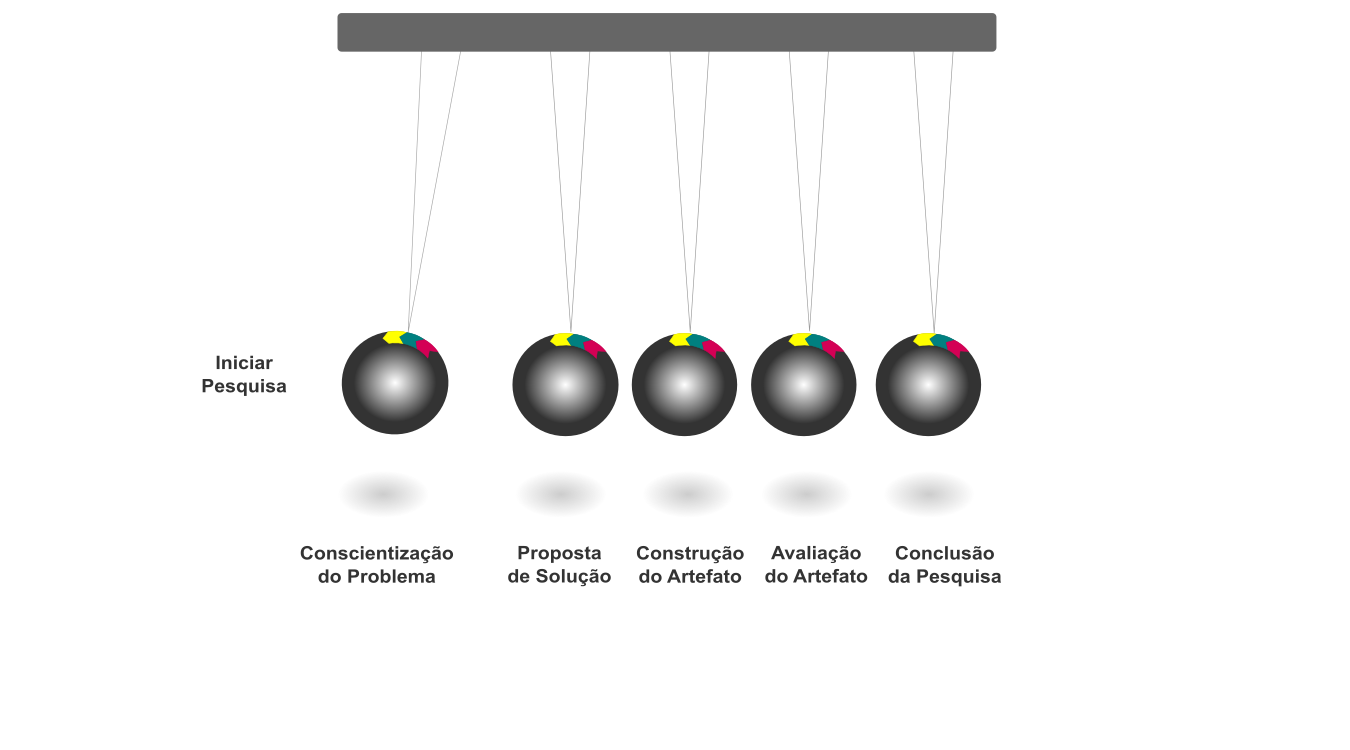 Iniciar
Pesquisa
Conscientização
do Problema
Proposta
de Solução
Construção
do Artefato
Avaliação
do Artefato
Conclusão
da Pesquisa